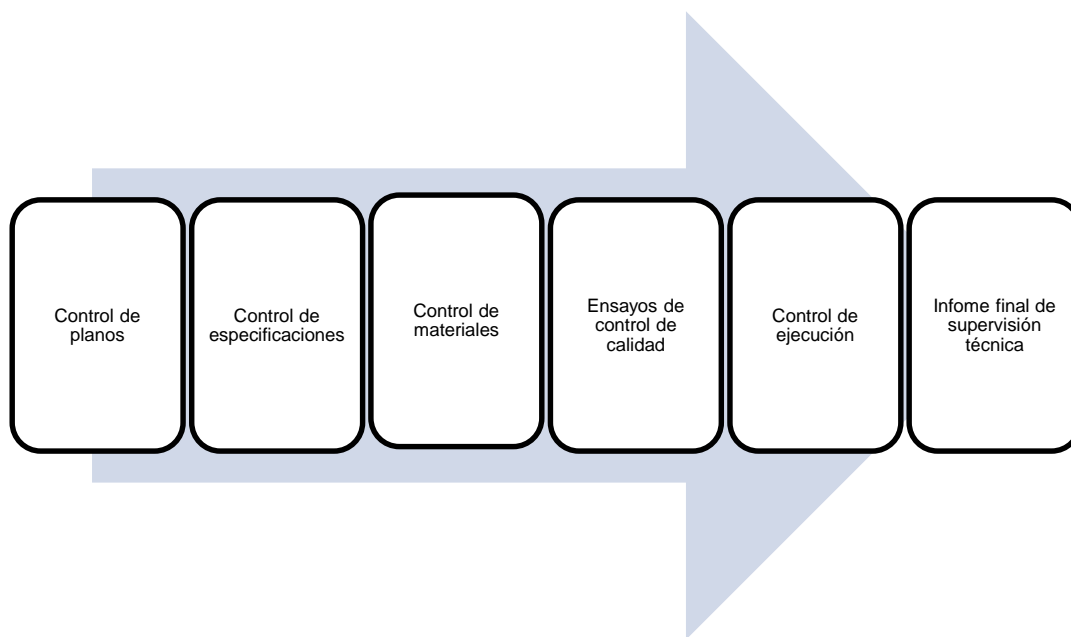 Control de
planos
Control de
especificaciones
Control de
materiales
Ensayos de
control de
calidad
Control de
ejecución
Infome final de
supervisión
técnica